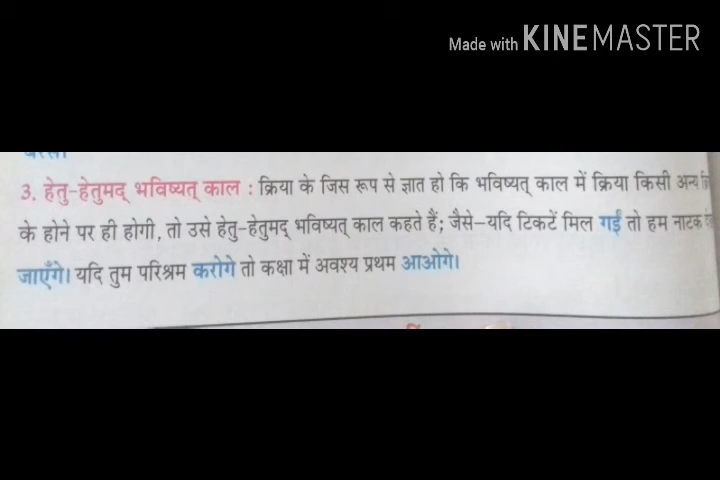 Made with KINEMASTER
3. हेतु-हेतुमद् भविष्यत् काल : क्रिया के जिस रूप से ज्ञात हो कि भविष्यत् काल में क्रिया किसी अन्य
के होने पर ही होगी, तो उसे हेतु-हेतुमद् भविष्यत् काल कहते हैं; जैसे–यदि टिकटें मिल गईं तो हम नाटक
जाएँगे। यदि तुम परिश्रम करोगे तो कक्षा में अवश्य प्रथम आओगे।